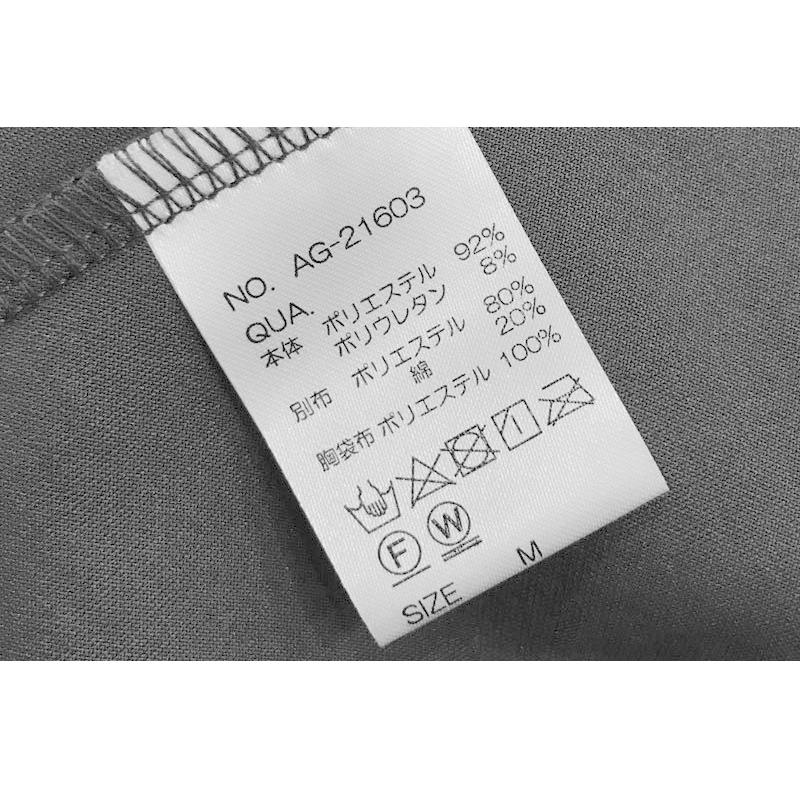 NO. AG-21603
QUA.
本体 ポリエステル 92%
ポリウレタン 8%
別布 ポリエステル 80%
綿 20%
胸袋布 ポリエステル 100%
F W
SIZE M